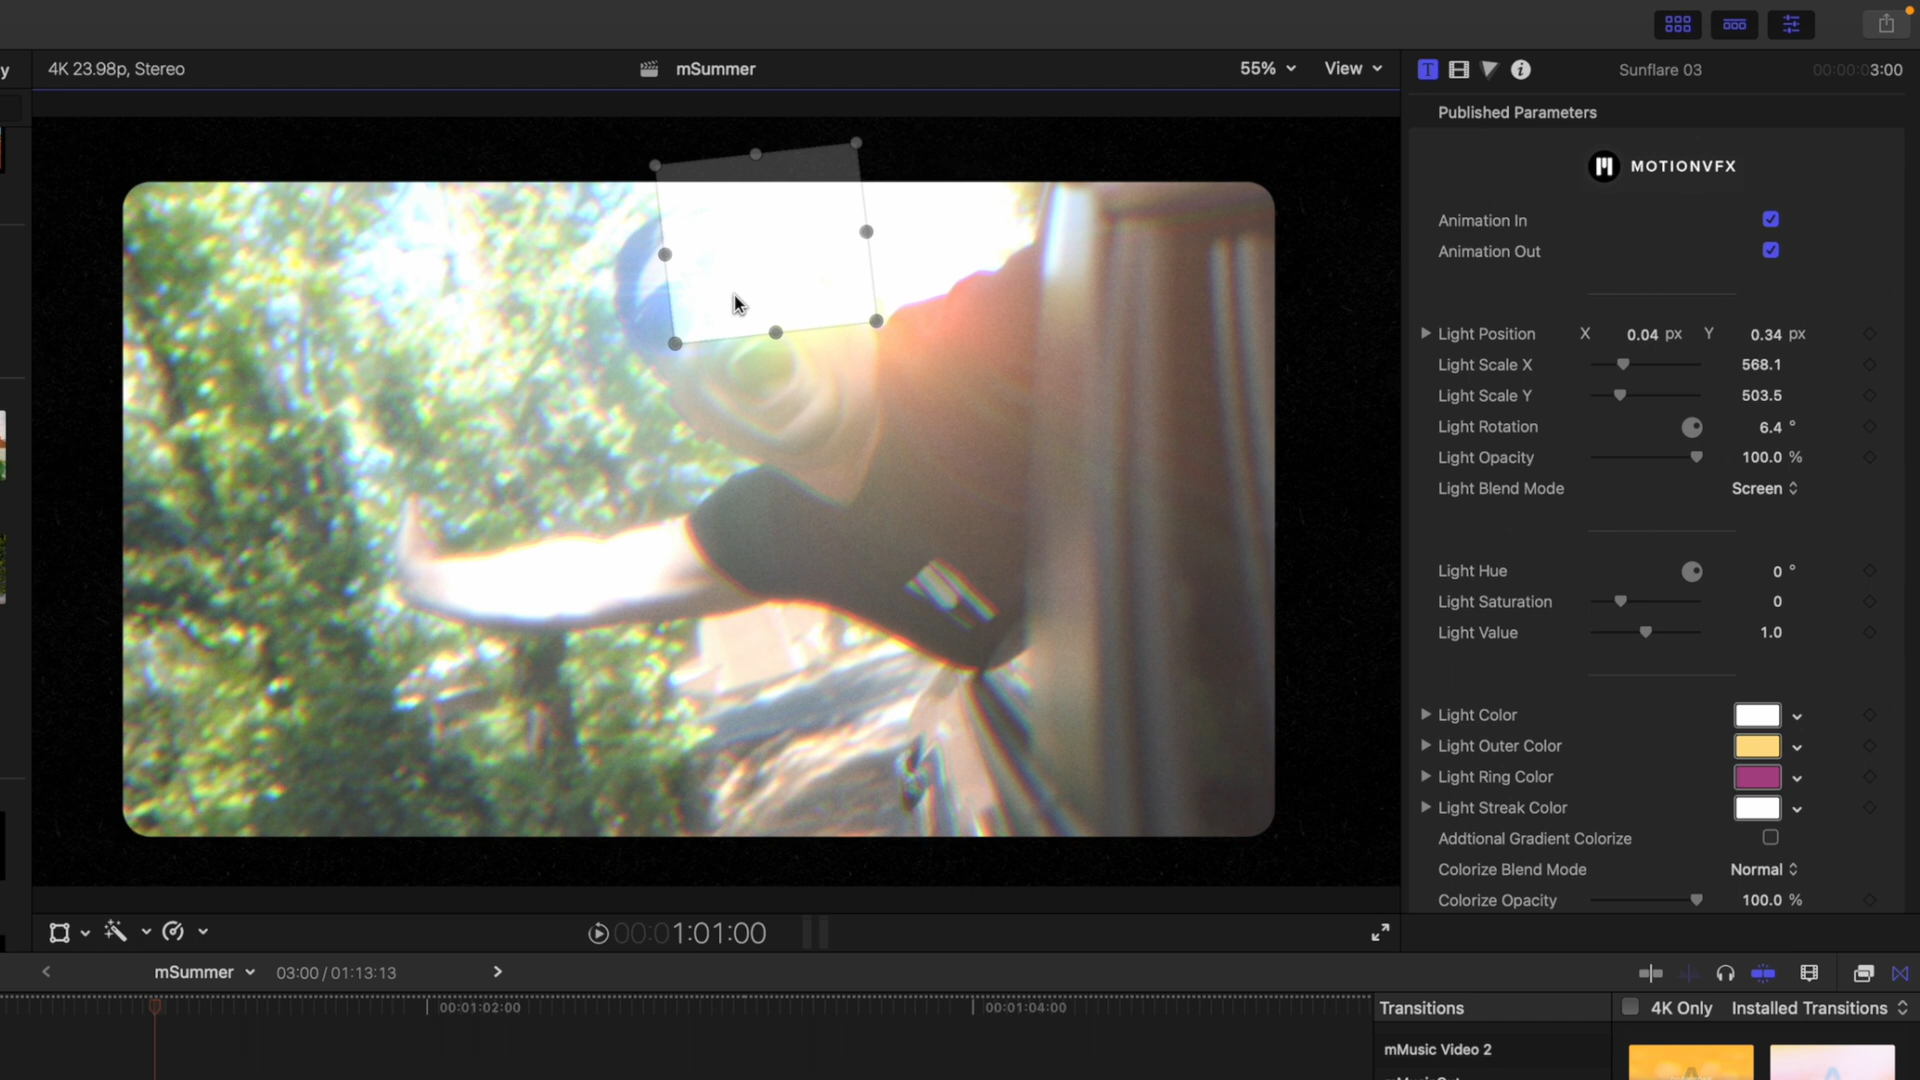 y
4K 23.98p, Stereo
mSummer
55%
View
T
i
Sunflare 03
00:00:03:00
Published Parameters
MOTIONVFX
Animation In
Animation Out
Light Position X 0.04 px Y 0.34 px
Light Scale X 568.1
Light Scale Y 503.5
Light Rotation 6.4 °
Light Opacity 100.0 %
Light Blend Mode Screen
Light Hue 0 °
Light Saturation 0
Light Value 1.0
Light Color
Light Outer Color
Light Ring Color
Light Streak Color
Addtional Gradient Colorize
Colorize Blend Mode Normal
Colorize Opacity 100.0 %
00:01:01:00
mSummer 03:00 / 01:13:13
00:01:02:00
00:01:04:00
Transitions
4K Only
Installed Transitions
mMusic Video 2